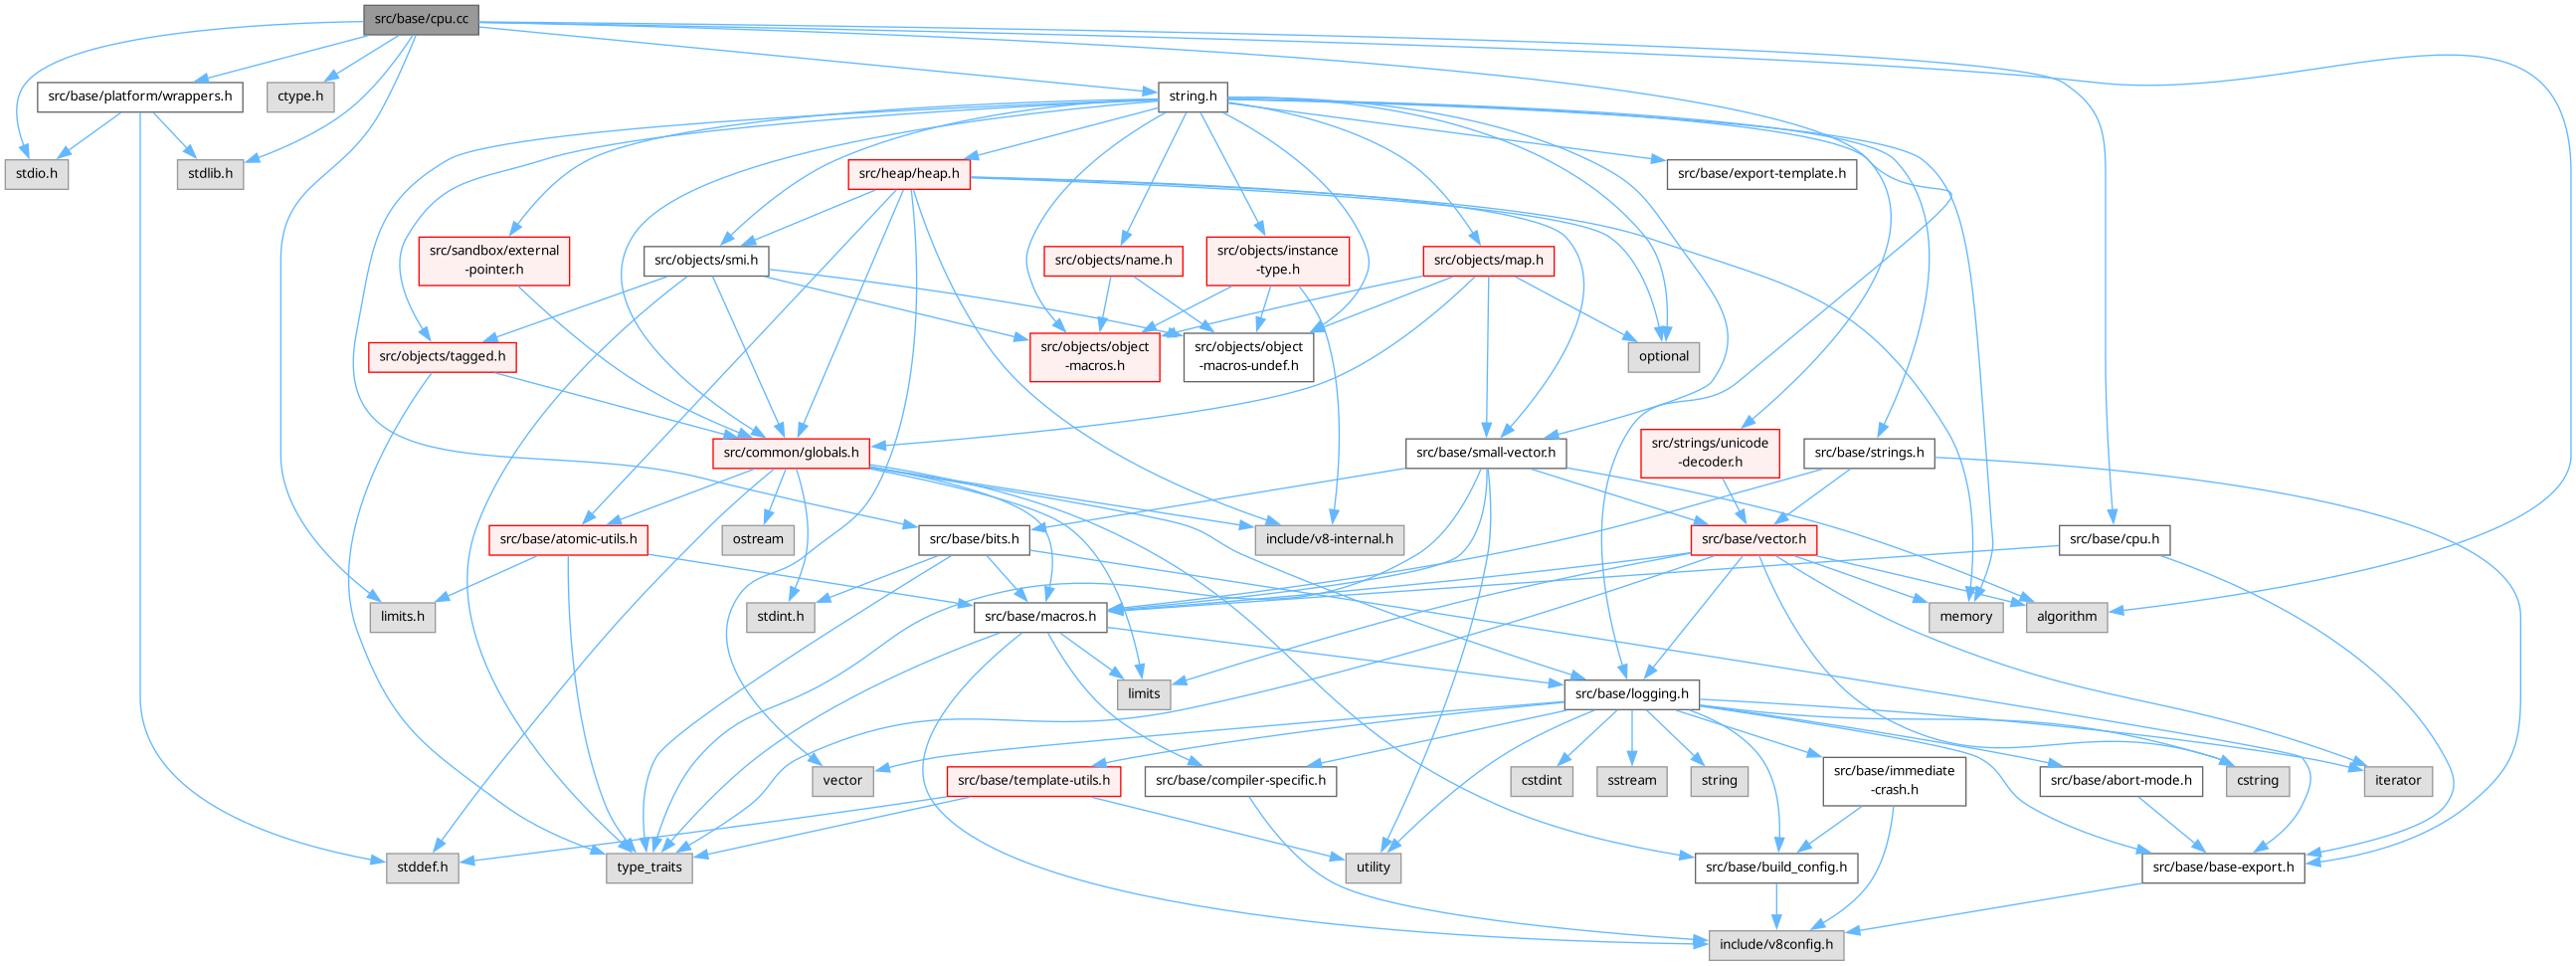 src/base/cpu.cc
src/base/platform/wrappers.h
ctype.h
string.h
stdio.h
stdlib.h
src/heap/heap.h
src/base/export-template.h
src/sandbox/external
-pointer.h
src/objects/smi.h
src/objects/name.h
src/objects/instance
-type.h
src/objects/map.h
src/objects/tagged.h
src/objects/object
-macros.h
src/objects/object
-macros-undef.h
optional
src/common/globals.h
src/base/small-vector.h
src/strings/unicode
-decoder.h
src/base/strings.h
src/base/atomic-utils.h
ostream
src/base/bits.h
include/v8-internal.h
src/base/vector.h
src/base/cpu.h
limits.h
stdint.h
src/base/macros.h
memory
algorithm
limits
src/base/logging.h
vector
src/base/template-utils.h
src/base/compiler-specific.h
cstdint
sstream
string
src/base/immediate
-crash.h
src/base/abort-mode.h
cstring
iterator
stddef.h
type_traits
utility
src/base/build_config.h
src/base/base-export.h
include/v8config.h